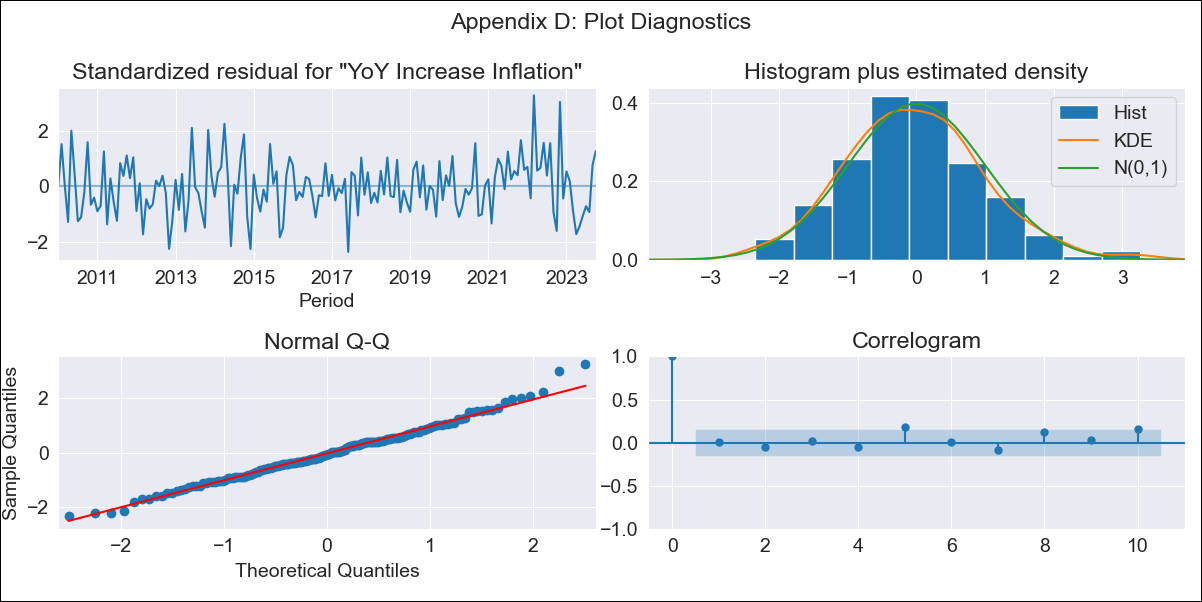 Appendix D: Plot Diagnostics
Standardized residual for "YoY Increase Inflation"
2
0
−2
2011 2013 2015 2017 2019 2021 2023
Period
Histogram plus estimated density
0.4
0.2
0.0
−3 −2 −1 0 1 2 3
Hist
KDE
N(0,1)
Normal Q-Q
Sample Quantiles
2
0
−2
−2 −1 0 1 2
Theoretical Quantiles
Correlogram
1.0
0.5
0.0
−0.5
−1.0
0 2 4 6 8 10